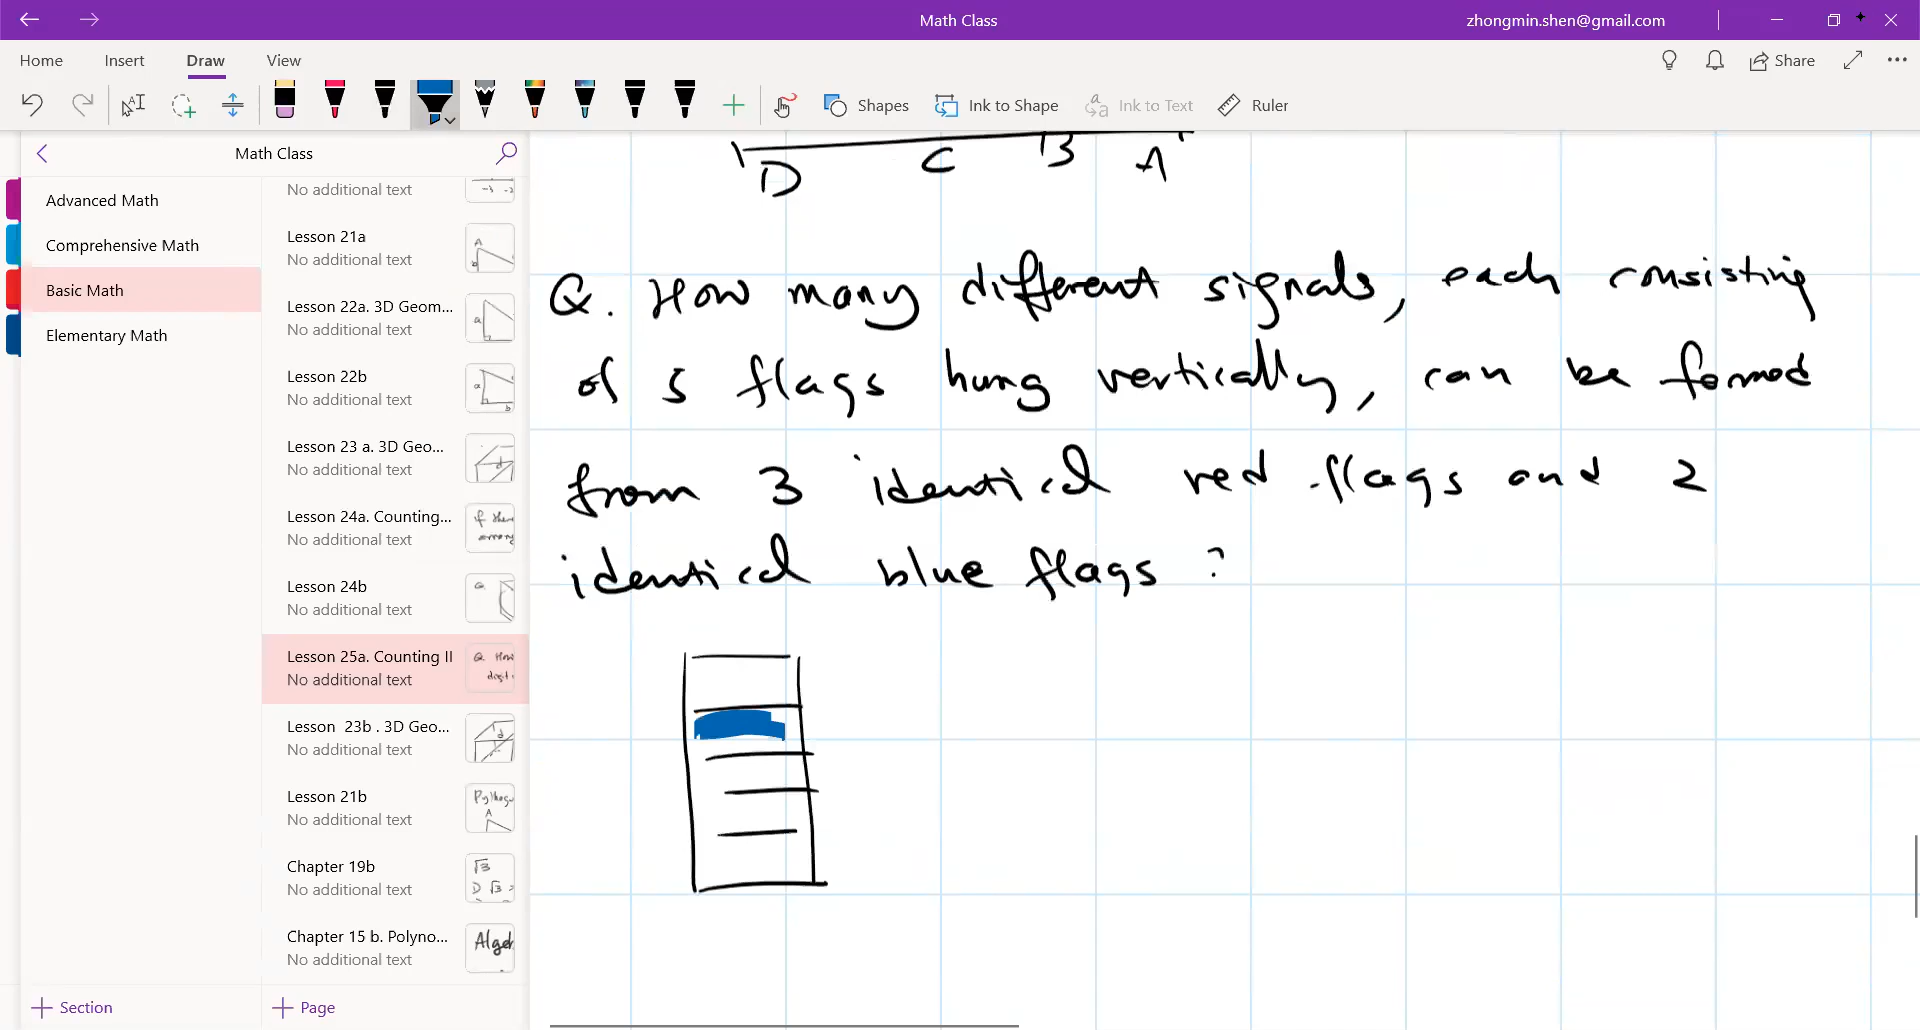 Math Class
zhongmin.shen@gmail.com
Home Insert Draw View
Share
Shapes Ink to Shape Ink to Text Ruler
Math Class
Advanced Math
Comprehensive Math
Basic Math
Elementary Math
No additional text
Lesson 21a
No additional text
Lesson 22a. 3D Geom...
No additional text
Lesson 22b
No additional text
Lesson 23 a. 3D Geo...
No additional text
Lesson 24a. Counting...
No additional text
Lesson 24b
No additional text
Lesson 25a. Counting II
No additional text
Lesson 23b . 3D Geo...
No additional text
Lesson 21b
No additional text
Chapter 19b
No additional text
Chapter 15 b. Polyno...
No additional text
Section
Page
D C B A
Q. How many different signals, each consisting
of 5 flags hung vertically, can be formed
from 3 identical red flags and 2
identical blue flags ?